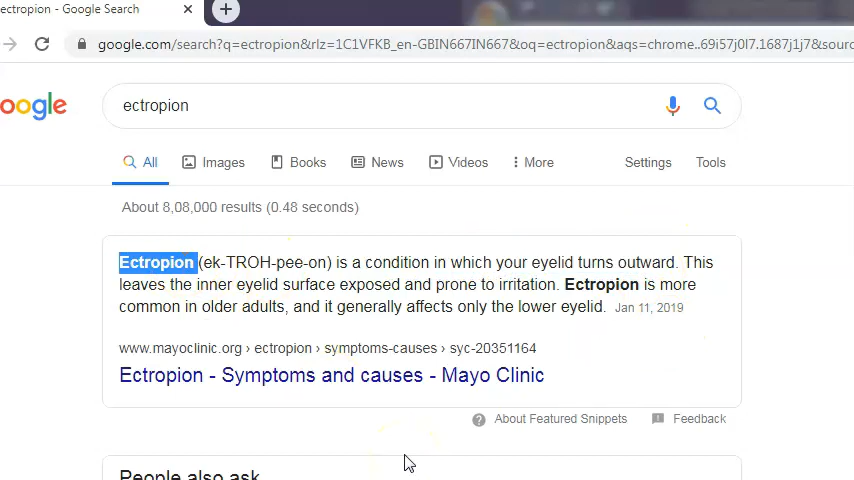 ectropion - Google Search
google.com/search?q=ectropion&rlz=1C1VFKB_en-GBIN667IN667&oq=ectropion&aqs=chrome..69i57j0l7.1687j1j7&sourc
oogle
ectropion
All Images Books News Videos More Settings Tools
About 8,08,000 results (0.48 seconds)
Ectropion (ek-TROH-pee-on) is a condition in which your eyelid turns outward. This
leaves the inner eyelid surface exposed and prone to irritation. Ectropion is more
common in older adults, and it generally affects only the lower eyelid. Jan 11, 2019
www.mayoclinic.org › ectropion › symptoms-causes › syc-20351164
Ectropion - Symptoms and causes - Mayo Clinic
About Featured Snippets Feedback
People also ask